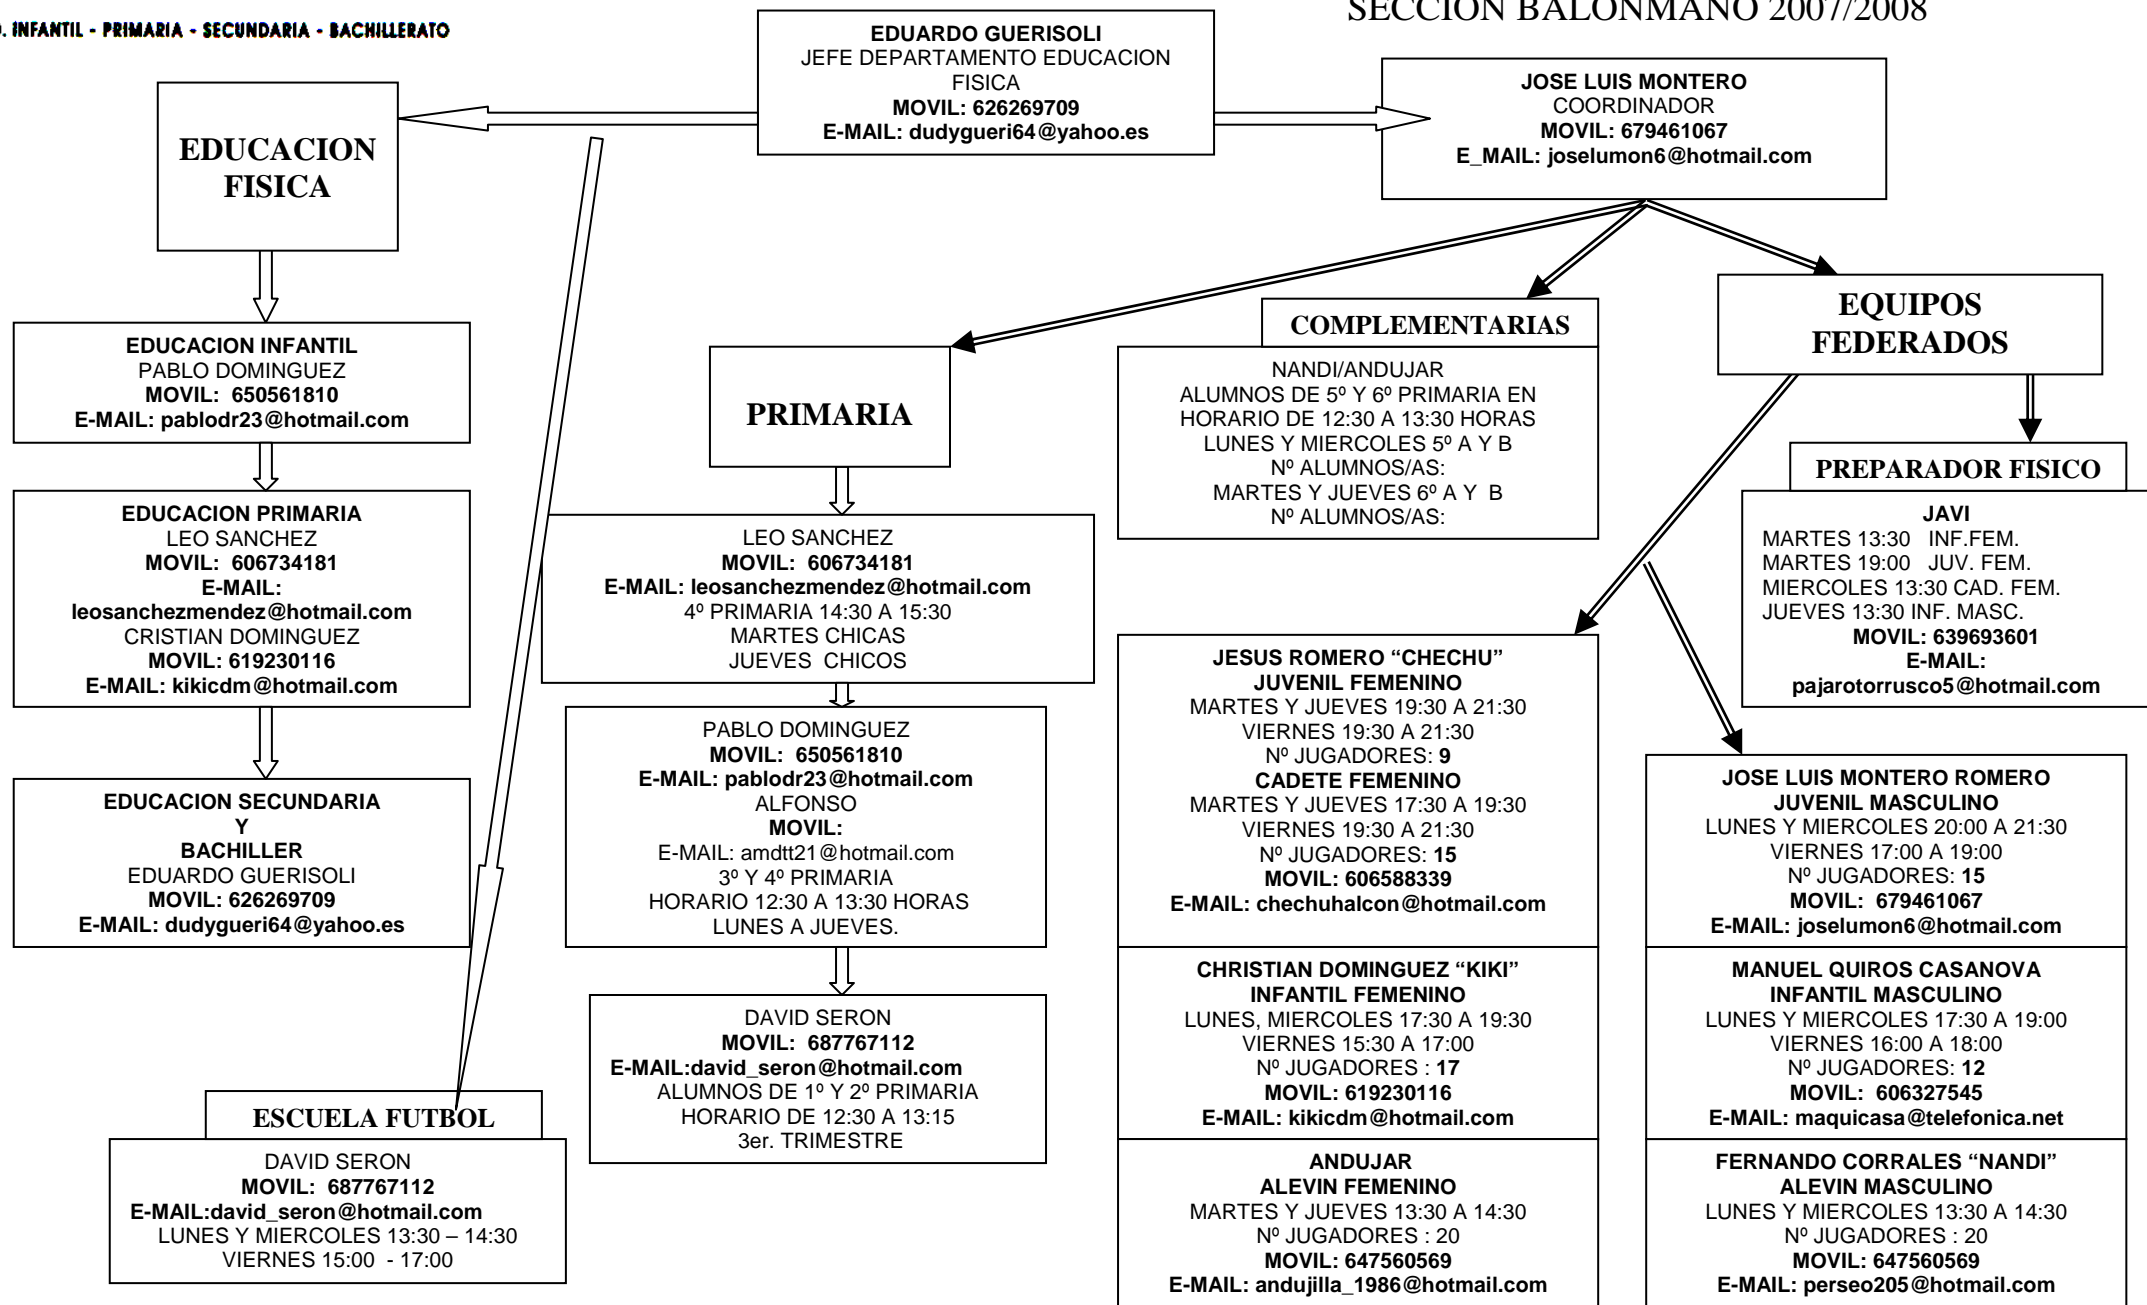 . INFANTIL - PRIMARIA - SECUNDARIA - BACHILLERATO
SECCION BALONMANO 2007/2008
EDUARDO GUERISOLI
JEFE DEPARTAMENTO EDUCACION
FISICA
MOVIL: 626269709
E-MAIL: dudygueri64@yahoo.es
JOSE LUIS MONTERO
COORDINADOR
MOVIL: 679461067
E_MAIL: joselumon6@hotmail.com
EDUCACION
FISICA
EDUCACION INFANTIL
PABLO DOMINGUEZ
MOVIL: 650561810
E-MAIL: pablodr23@hotmail.com
EDUCACION PRIMARIA
LEO SANCHEZ
MOVIL: 606734181
E-MAIL:
leosanchezmendez@hotmail.com
CRISTIAN DOMINGUEZ
MOVIL: 619230116
E-MAIL: kikicdm@hotmail.com
EDUCACION SECUNDARIA
Y
BACHILLER
EDUARDO GUERISOLI
MOVIL: 626269709
E-MAIL: dudygueri64@yahoo.es
ESCUELA FUTBOL
DAVID SERON
MOVIL: 687767112
E-MAIL:david_seron@hotmail.com
LUNES Y MIERCOLES 13:30 – 14:30
VIERNES 15:00 - 17:00
PRIMARIA
LEO SANCHEZ
MOVIL: 606734181
E-MAIL: leosanchezmendez@hotmail.com
4º PRIMARIA 14:30 A 15:30
MARTES CHICAS
JUEVES CHICOS
PABLO DOMINGUEZ
MOVIL: 650561810
E-MAIL: pablodr23@hotmail.com
ALFONSO
MOVIL:
E-MAIL: amdtt21@hotmail.com
3º Y 4º PRIMARIA
HORARIO 12:30 A 13:30 HORAS
LUNES A JUEVES.
DAVID SERON
MOVIL: 687767112
E-MAIL:david_seron@hotmail.com
ALUMNOS DE 1º Y 2º PRIMARIA
HORARIO DE 12:30 A 13:15
3er. TRIMESTRE
COMPLEMENTARIAS
NANDI/ANDUJAR
ALUMNOS DE 5º Y 6º PRIMARIA EN
HORARIO DE 12:30 A 13:30 HORAS
LUNES Y MIERCOLES 5º A Y B
Nº ALUMNOS/AS:
MARTES Y JUEVES 6º A Y B
Nº ALUMNOS/AS:
EQUIPOS
FEDERADOS
PREPARADOR FISICO
JAVI
MARTES 13:30 INF.FEM.
MARTES 19:00 JUV. FEM.
MIERCOLES 13:30 CAD. FEM.
JUEVES 13:30 INF. MASC.
MOVIL: 639693601
E-MAIL:
pajarotorrusco5@hotmail.com
JESUS ROMERO “CHECHU”
JUVENIL FEMENINO
MARTES Y JUEVES 19:30 A 21:30
VIERNES 19:30 A 21:30
Nº JUGADORES: 9
CADETE FEMENINO
MARTES Y JUEVES 17:30 A 19:30
VIERNES 19:30 A 21:30
Nº JUGADORES: 15
MOVIL: 606588339
E-MAIL: chechuhalcon@hotmail.com
CHRISTIAN DOMINGUEZ “KIKI”
INFANTIL FEMENINO
LUNES, MIERCOLES 17:30 A 19:30
VIERNES 15:30 A 17:00
Nº JUGADORES : 17
MOVIL: 619230116
E-MAIL: kikicdm@hotmail.com
ANDUJAR
ALEVIN FEMENINO
MARTES Y JUEVES 13:30 A 14:30
Nº JUGADORES : 20
MOVIL: 647560569
E-MAIL: andujilla_1986@hotmail.com
JOSE LUIS MONTERO ROMERO
JUVENIL MASCULINO
LUNES Y MIERCOLES 20:00 A 21:30
VIERNES 17:00 A 19:00
Nº JUGADORES: 15
MOVIL: 679461067
E-MAIL: joselumon6@hotmail.com
MANUEL QUIROS CASANOVA
INFANTIL MASCULINO
LUNES Y MIERCOLES 17:30 A 19:00
VIERNES 16:00 A 18:00
Nº JUGADORES: 12
MOVIL: 606327545
E-MAIL: maquicasa@telefonica.net
FERNANDO CORRALES “NANDI”
ALEVIN MASCULINO
LUNES Y MIERCOLES 13:30 A 14:30
Nº JUGADORES : 20
MOVIL: 647560569
E-MAIL: perseo205@hotmail.com